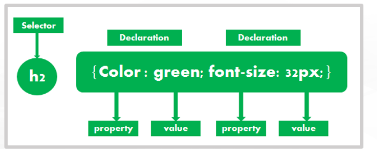 Selector
Declaration Declaration
h2 {Color : green; font-size: 32px;}
property value property value